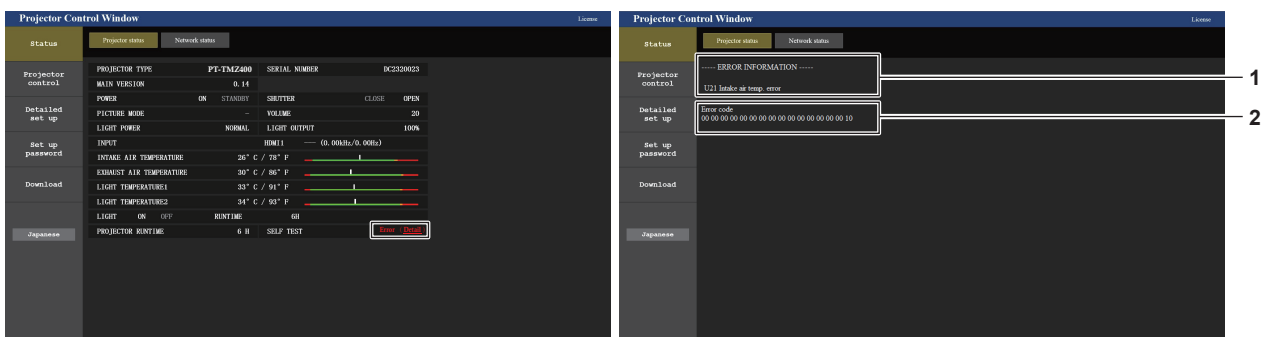 Projector Control Window
License
Status
Projector status
Network status
Projector control
Detailed set up
Set up password
Download
Japanese
PROJECTOR TYPE PT-TMZ400 SERIAL NUMBER DC2320023
MAIN VERSION 0.14
POWER ON STANDBY SHUTTER CLOSE OPEN
PICTURE MODE - VOLUME 20
LIGHT POWER NORMAL LIGHT OUTPUT 100%
INPUT HDMI1 --- (0.00kHz/0.00Hz)
INTAKE AIR TEMPERATURE 26° C / 78° F
EXHAUST AIR TEMPERATURE 30° C / 86° F
LIGHT TEMPERATURE1 33° C / 91° F
LIGHT TEMPERATURE2 34° C / 93° F
LIGHT ON OFF RUNTIME 6H
PROJECTOR RUNTIME 6 H SELF TEST Error (Detail)
Projector Control Window
License
Status
Projector status
Network status
Projector control
Detailed set up
Set up password
Download
Japanese
----- ERROR INFORMATION -----
U21 Intake air temp. error
1
Error code
00 00 00 00 00 00 00 00 00 00 00 00 00 00 00 10
2